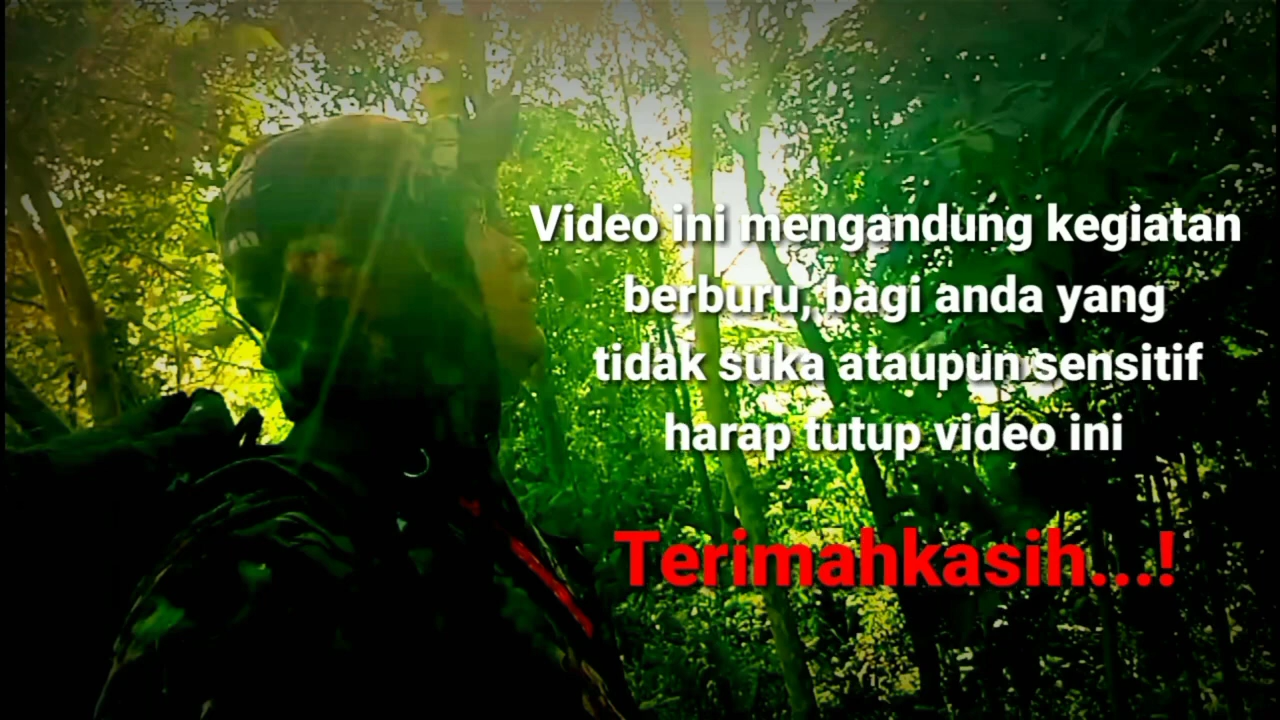 Video ini mengandung kegiatan
berburu, bagi anda yang
tidak suka ataupun sensitif
harap tutup video ini
Terimahkasih...!